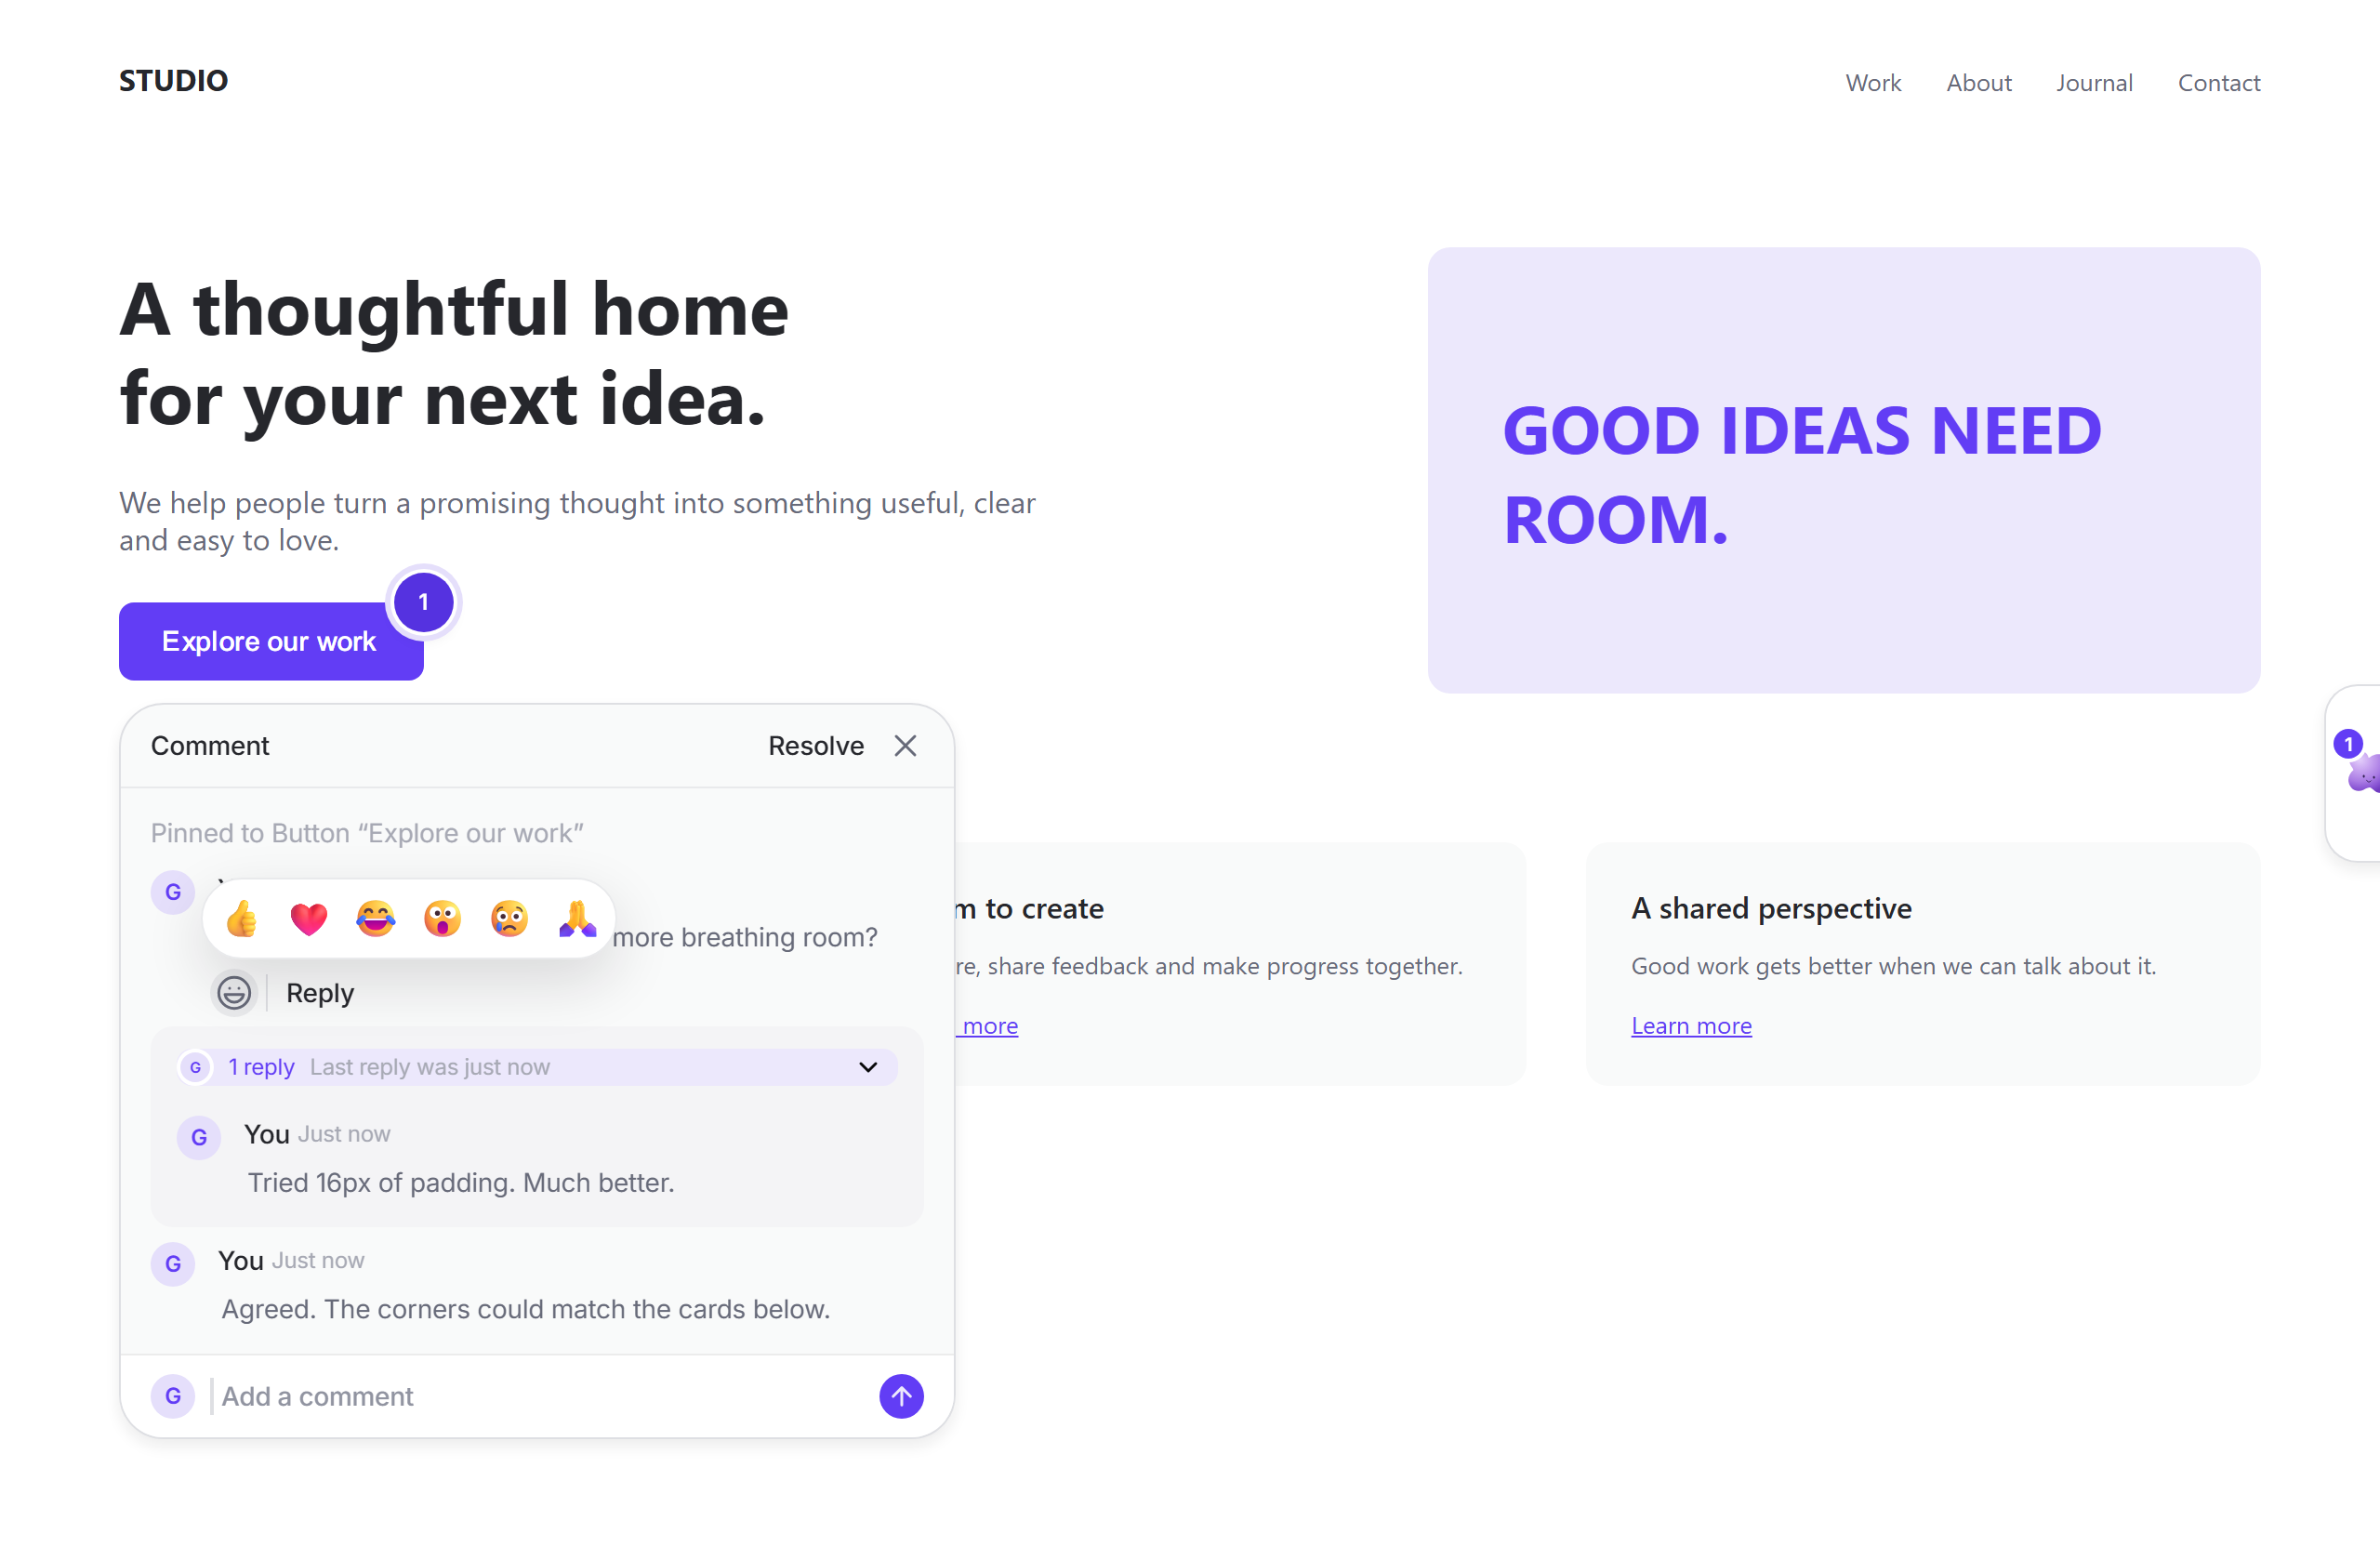 STUDIO
Work About Journal Contact
A thoughtful home
for your next idea.
We help people turn a promising thought into something useful, clear
and easy to love.
1
Explore our work
GOOD IDEAS NEED
ROOM.
1
Comment Resolve
Pinned to Button “Explore our work”
G
more breathing room?
Reply
G 1 reply Last reply was just now
G You Just now
Tried 16px of padding. Much better.
G You Just now
Agreed. The corners could match the cards below.
G Add a comment
to create
share feedback and make progress together.
more
A shared perspective
Good work gets better when we can talk about it.
Learn more